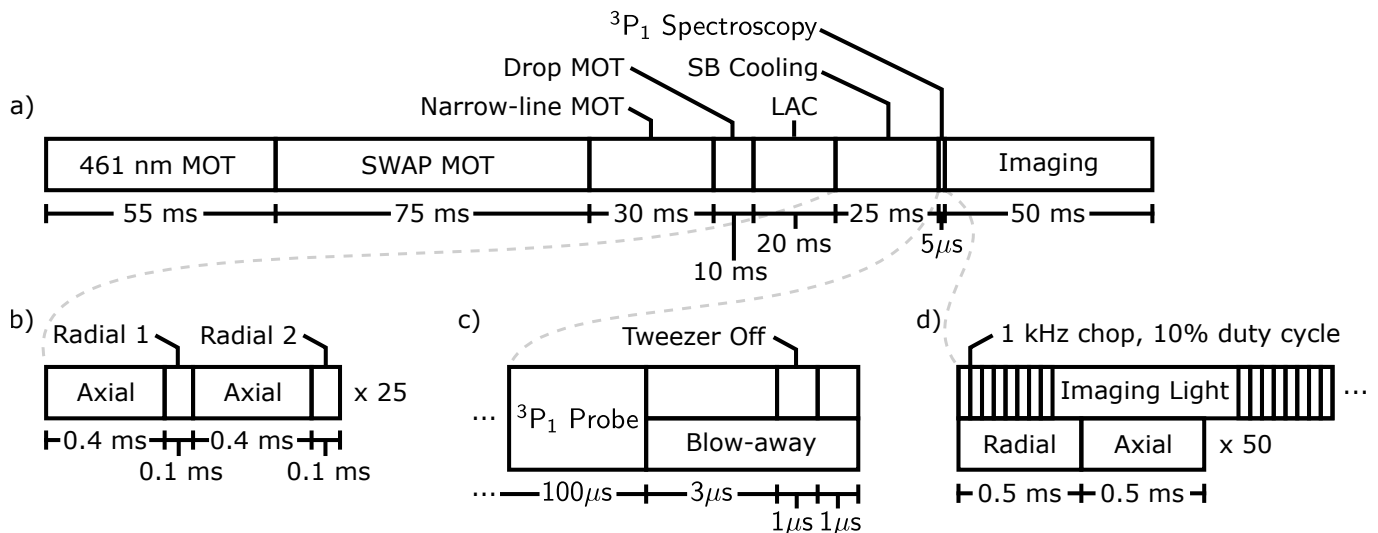 ³P₁ Spectroscopy
Drop MOT
SB Cooling
Narrow-line MOT
LAC
a)
461 nm MOT
SWAP MOT
Imaging
55 ms
75 ms
30 ms
25 ms
50 ms
20 ms
5μs
10 ms
b)
Radial 1
Radial 2
Axial
Axial
x 25
0.4 ms
0.4 ms
0.1 ms
0.1 ms
c)
Tweezer Off
...
³P₁ Probe
Blow-away
...
100μs
3μs
1μs
1μs
d)
1 kHz chop, 10% duty cycle
Imaging Light
...
Radial
Axial
x 50
0.5 ms
0.5 ms